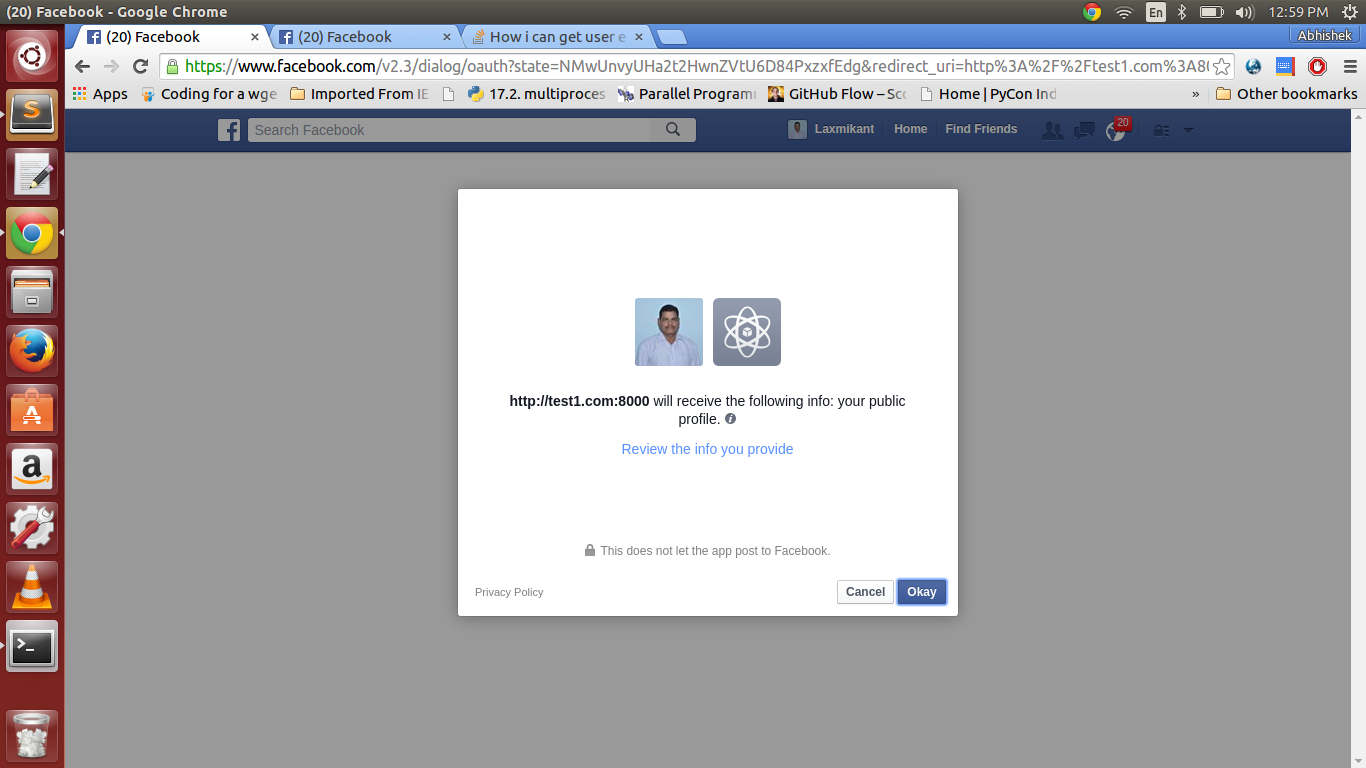 (20) Facebook - Google Chrome
En
12:59 PM
(20) Facebook
(20) Facebook
How i can get user e
Abhishek
https://www.facebook.com/v2.3/dialog/oauth?state=NMwUnvyUHa2t2HwnZVtU6D84PxzxfEdg&redirect_uri=http%3A%2F%2Ftest1.com%3A80
Apps
Coding for a wge
Imported From IE
17.2. multiproces
Parallel Programm
GitHub Flow – Sco
Home | PyCon Ind
»
Other bookmarks
Search Facebook
Laxmikant
Home
Find Friends
20
http://test1.com:8000 will receive the following info: your public
profile.
Review the info you provide
This does not let the app post to Facebook.
Privacy Policy
Cancel
Okay